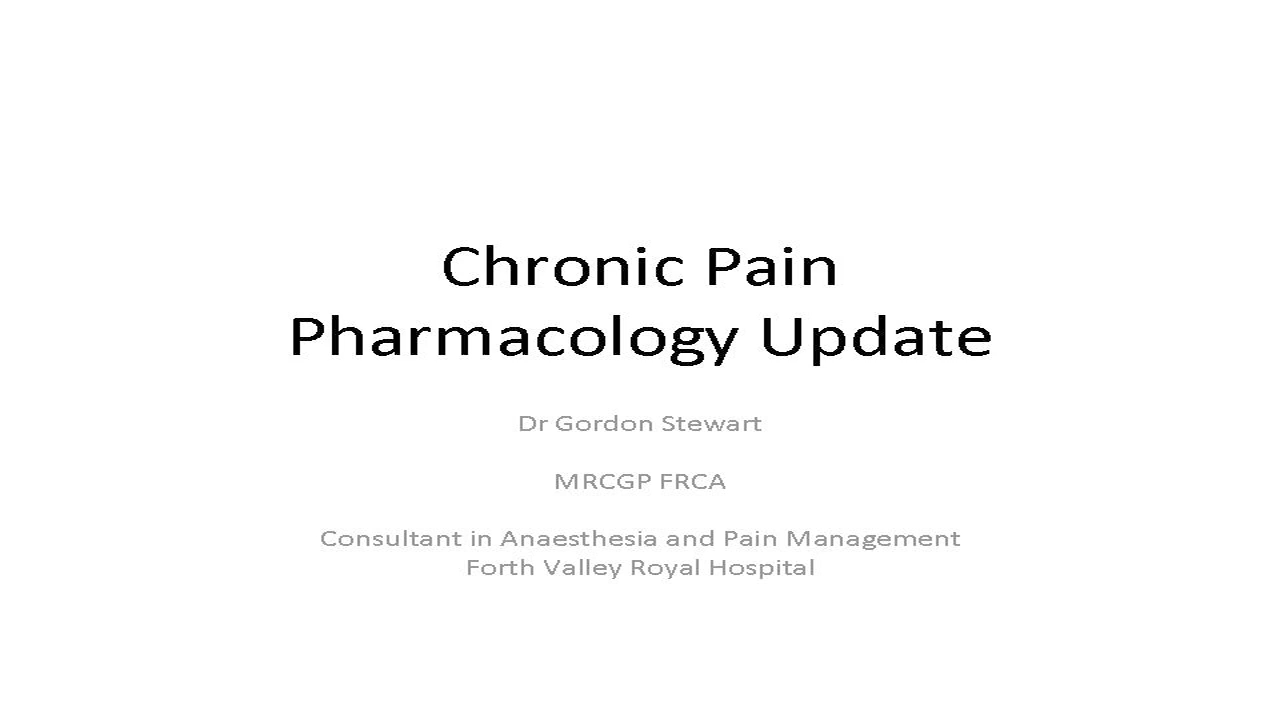 Chronic Pain
Pharmacology Update
Dr Gordon Stewart
MRCGP FRCA
Consultant in Anaesthesia and Pain Management
Forth Valley Royal Hospital